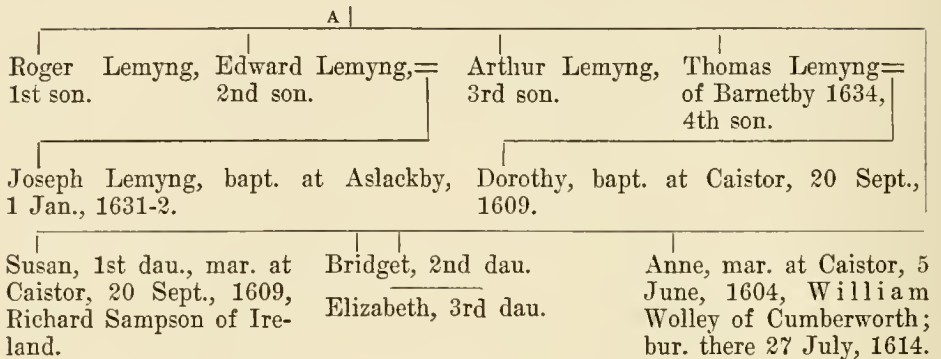 A
Roger Lemyng,
1st son.
Edward Lemyng,=
2nd son.
Arthur Lemyng,
3rd son.
Thomas Lemyng=
of Barnetby 1634,
4th son.
Joseph Lemyng, bapt. at Aslackby,
1 Jan., 1631-2.
Dorothy, bapt. at Caistor, 20 Sept.,
1609.
Susan, 1st dau., mar. at
Caistor, 20 Sept., 1609,
Richard Sampson of Ire-
land.
Bridget, 2nd dau.
Elizabeth, 3rd dau.
Anne, mar. at Caistor, 5
June, 1604, William
Wolley of Cumberworth;
bur. there 27 July, 1614.